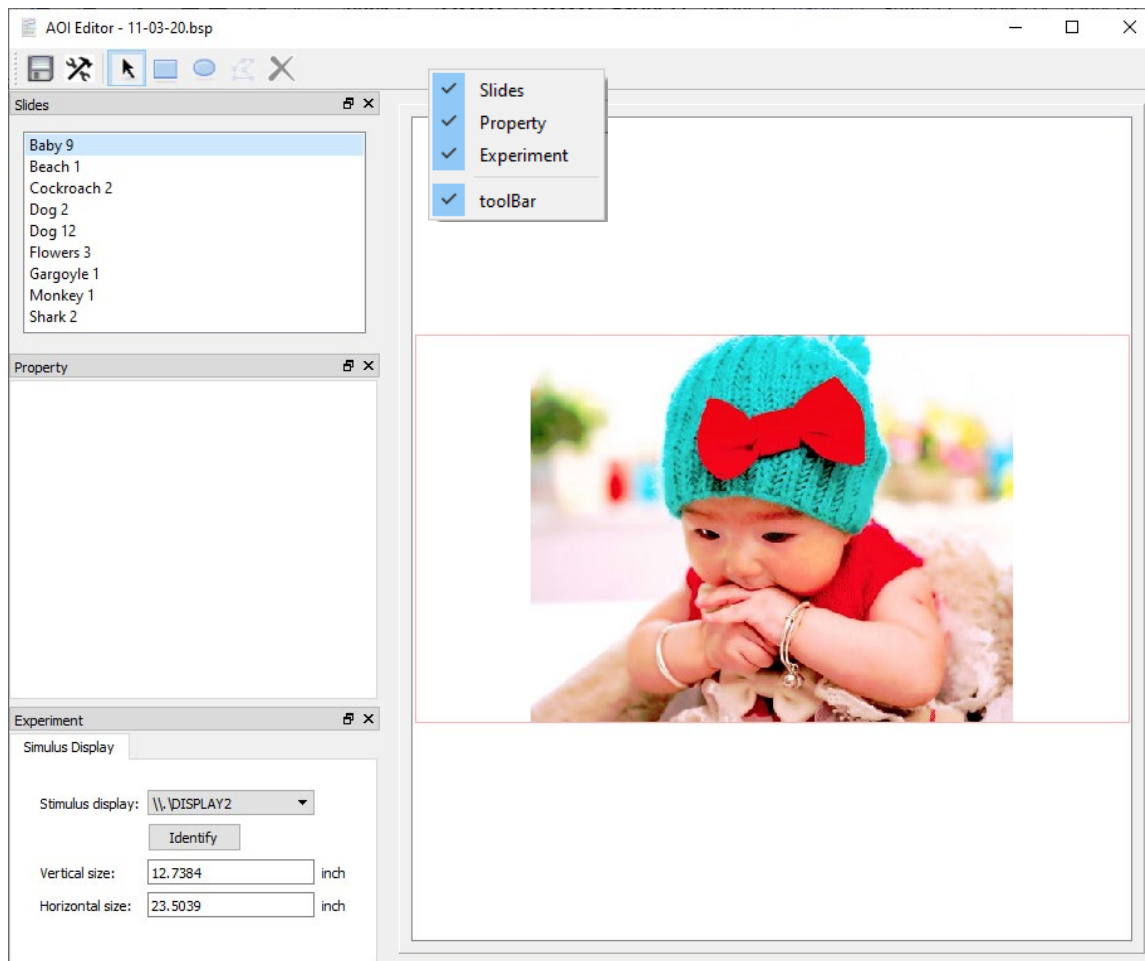 AOI Editor - 11-03-20.bsp
Slides
Property
Experiment
toolBar
Slides
Baby 9
Beach 1
Cockroach 2
Dog 2
Dog 12
Flowers 3
Gargoyle 1
Monkey 1
Shark 2
Property
Experiment
Simulus Display
Stimulus display: \\.\DISPLAY2
Identify
Vertical size: 12.7384 inch
Horizontal size: 23.5039 inch